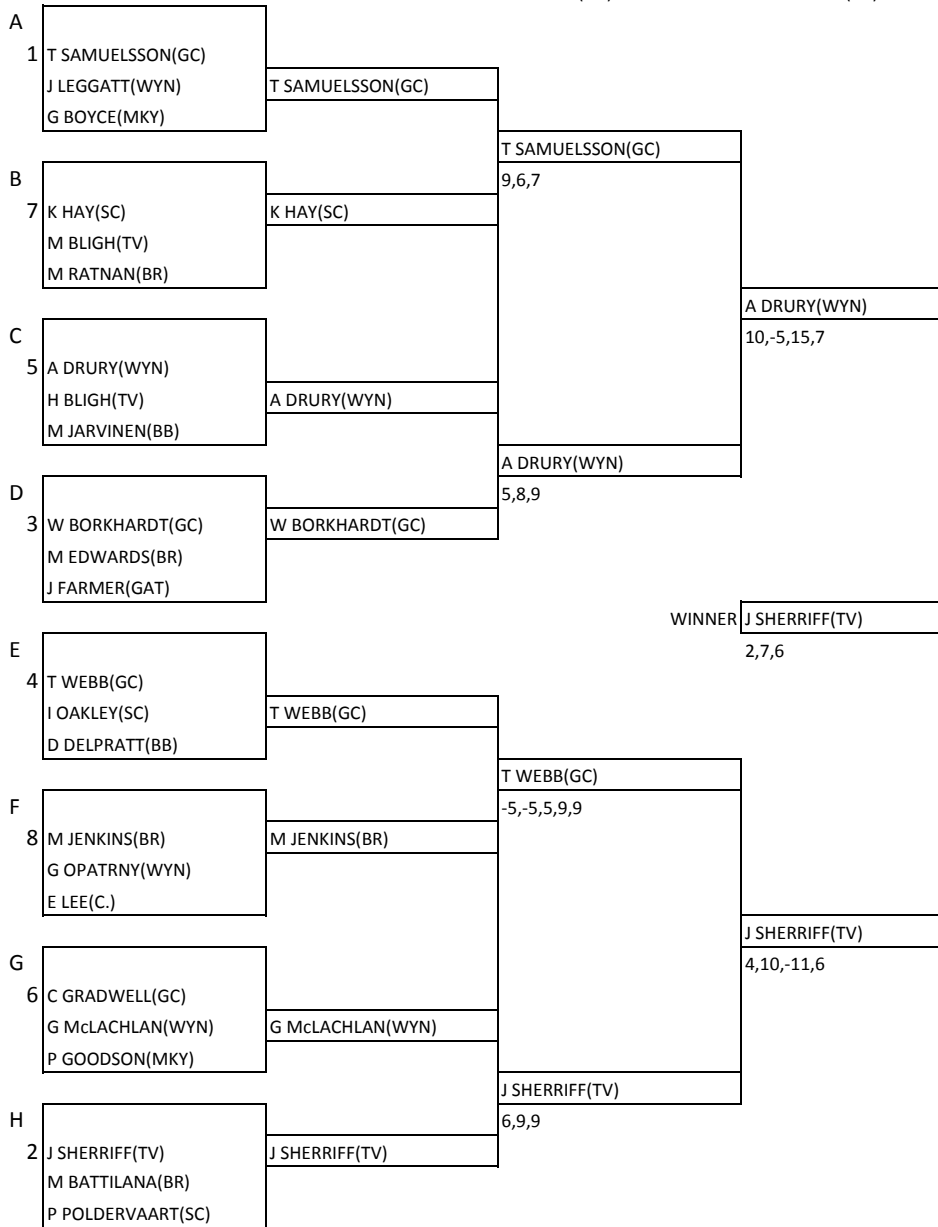 A
1 T SAMUELSSON(GC)
J LEGGATT(WYN) T SAMUELSSON(GC)
G BOYCE(MKY)
T SAMUELSSON(GC)
B 9,6,7
7 K HAY(SC) K HAY(SC)
M BLIGH(TV)
M RATNAN(BR)
A DRURY(WYN)
C 10,-5,15,7
5 A DRURY(WYN)
H BLIGH(TV) A DRURY(WYN)
M JARVINEN(BB)
A DRURY(WYN)
D 5,8,9
3 W BORKHARDT(GC) W BORKHARDT(GC)
M EDWARDS(BR)
J FARMER(GAT)
WINNER J SHERRIFF(TV)
E 2,7,6
4 T WEBB(GC)
I OAKLEY(SC) T WEBB(GC)
D DELPRATT(BB)
T WEBB(GC)
F -5,-5,5,9,9
8 M JENKINS(BR) M JENKINS(BR)
G OPATRNY(WYN)
E LEE(C.)
J SHERRIFF(TV)
G 4,10,-11,6
6 C GRADWELL(GC)
G McLACHLAN(WYN) G McLACHLAN(WYN)
P GOODSON(MKY)
J SHERRIFF(TV)
H 6,9,9
2 J SHERRIFF(TV) J SHERRIFF(TV)
M BATTILANA(BR)
P POLDERVAART(SC)